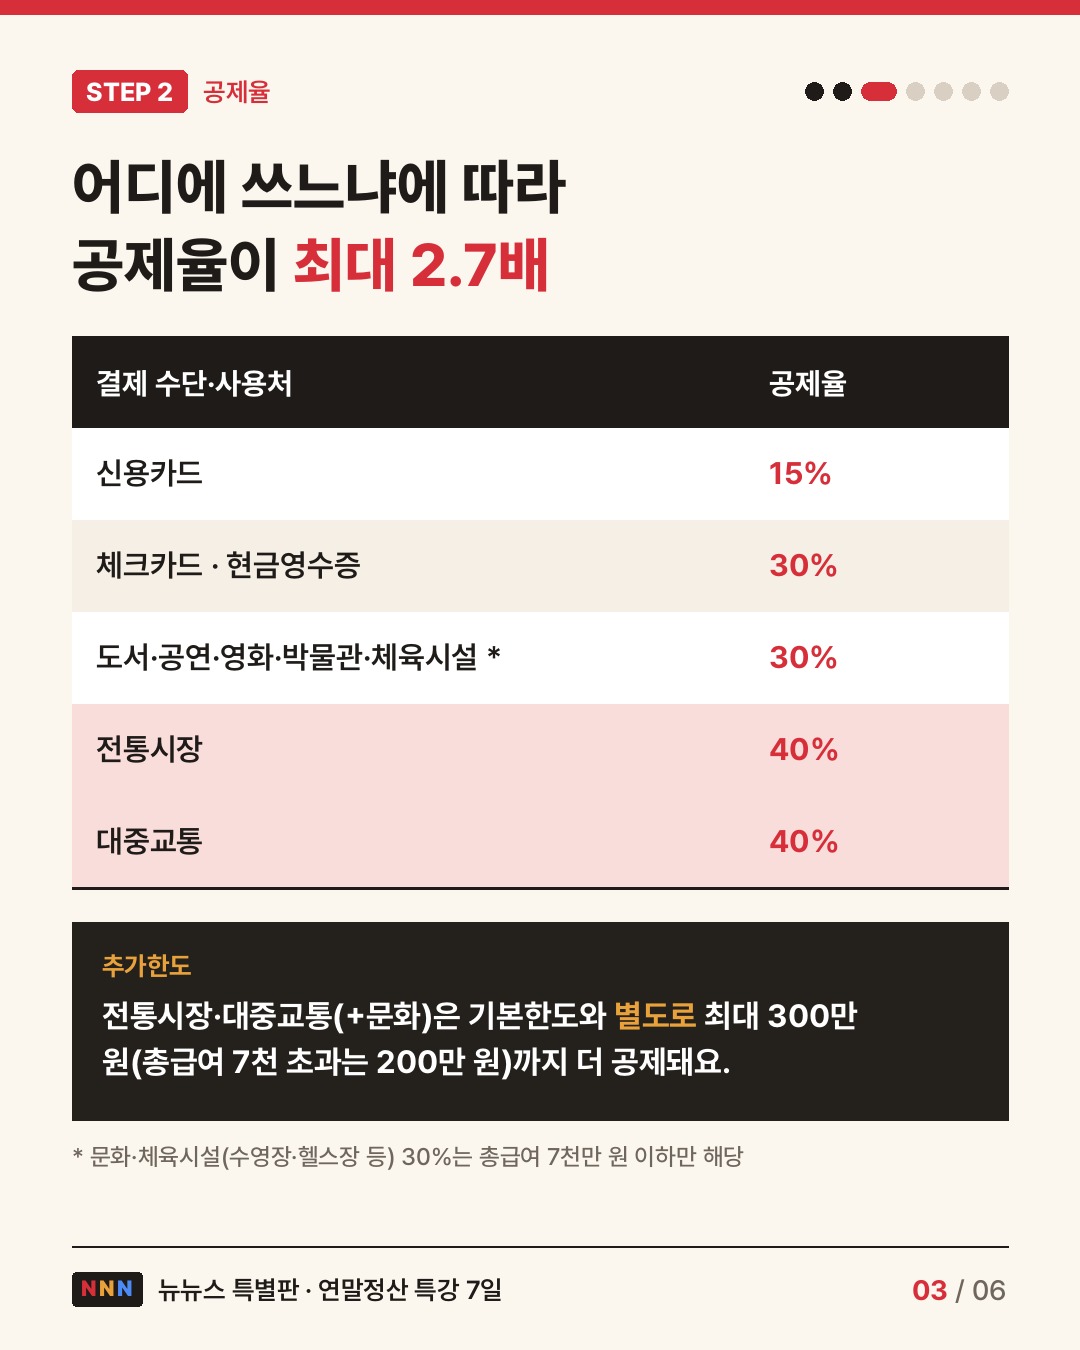 STEP 2 공제율
어디에 쓰느냐에 따라
공제율이 최대 2.7배
결제 수단·사용처 공제율
신용카드 15%
체크카드 · 현금영수증 30%
도서·공연·영화·박물관·체육시설 * 30%
전통시장 40%
대중교통 40%
추가한도
전통시장·대중교통(+문화)은 기본한도와 별도로 최대 300만
원(총급여 7천 초과는 200만 원)까지 더 공제돼요.
* 문화·체육시설(수영장·헬스장 등) 30%는 총급여 7천만 원 이하만 해당
NNN 뉴뉴스 특별판 · 연말정산 특강 7일 03 / 06